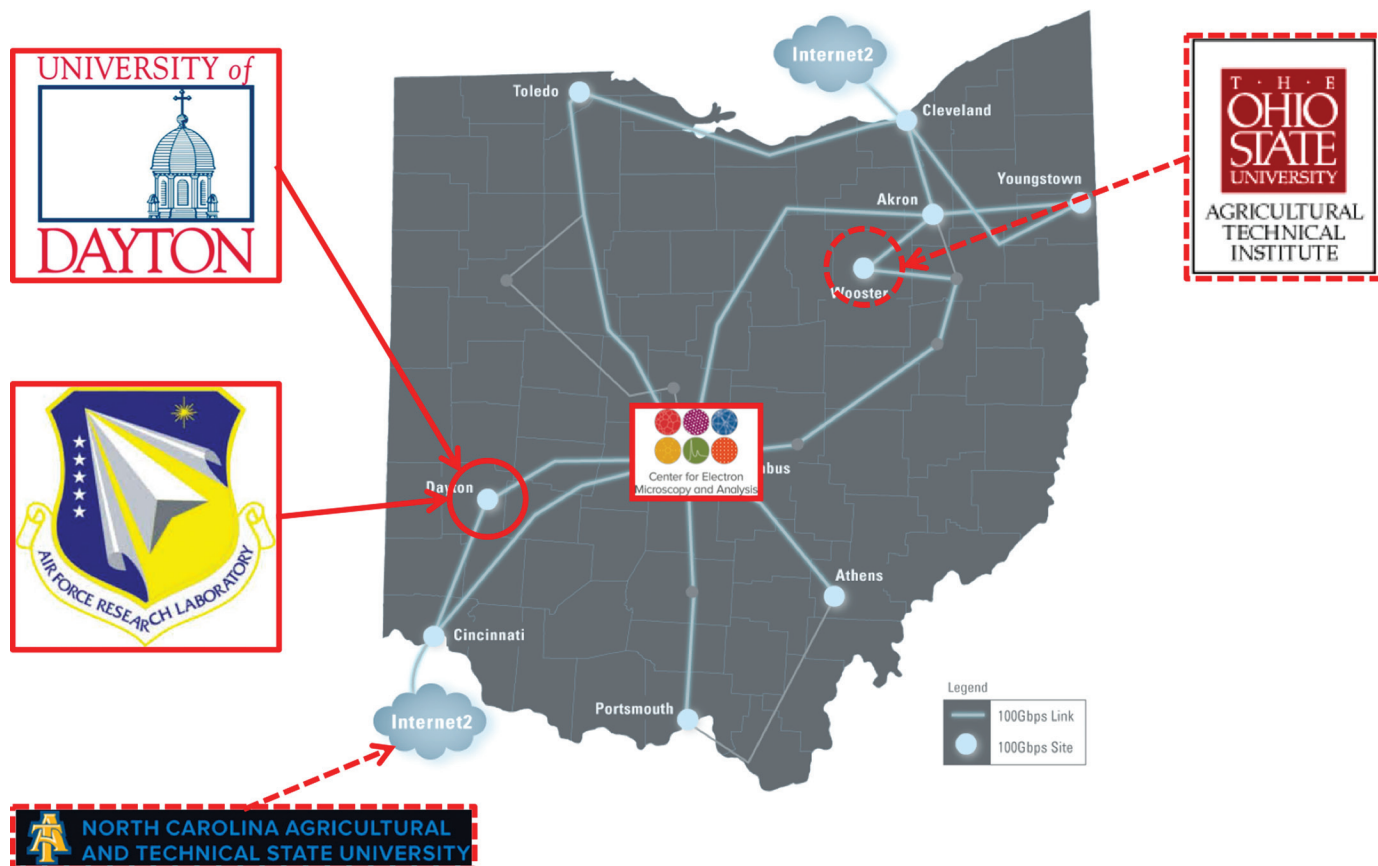 UNIVERSITY of
DAYTON
Internet2
Toledo
Cleveland
T·H·E
OHIO
STATE
UNIVERSITY
AGRICULTURAL
TECHNICAL
INSTITUTE
Youngstown
Akron
Wooster
AIR FORCE RESEARCH LABORATORY
Center for Electron
Microscopy and Analysis
bus
Dayton
Athens
Cincinnati
Portsmouth
Internet2
Legend
100Gbps Link
100Gbps Site
NORTH CAROLINA AGRICULTURAL
AND TECHNICAL STATE UNIVERSITY